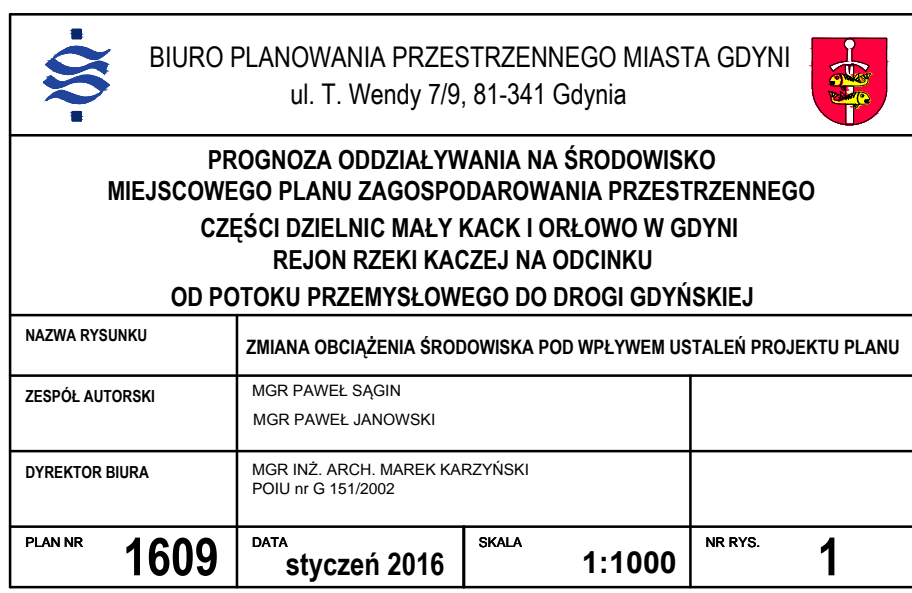 BIURO PLANOWANIA PRZESTRZENNEGO MIASTA GDYNI
ul. T. Wendy 7/9, 81-341 Gdynia
PROGNOZA ODDZIAŁYWANIA NA ŚRODOWISKO
MIEJSCOWEGO PLANU ZAGOSPODAROWANIA PRZESTRZENNEGO
CZĘŚCI DZIELNIC MAŁY KACK I ORŁOWO W GDYNI
REJON RZEKI KACZEJ NA ODCINKU
OD POTOKU PRZEMYSŁOWEGO DO DROGI GDYŃSKIEJ
NAZWA RYSUNKU
ZMIANA OBCIĄŻENIA ŚRODOWISKA POD WPŁYWEM USTALEŃ PROJEKTU PLANU
ZESPÓŁ AUTORSKI
MGR PAWEŁ SĄGIN
MGR PAWEŁ JANOWSKI
DYREKTOR BIURA
MGR INŻ. ARCH. MAREK KARZYŃSKI
POIU nr G 151/2002
PLAN NR 1609
DATA styczeń 2016
SKALA 1:1000
NR RYS. 1